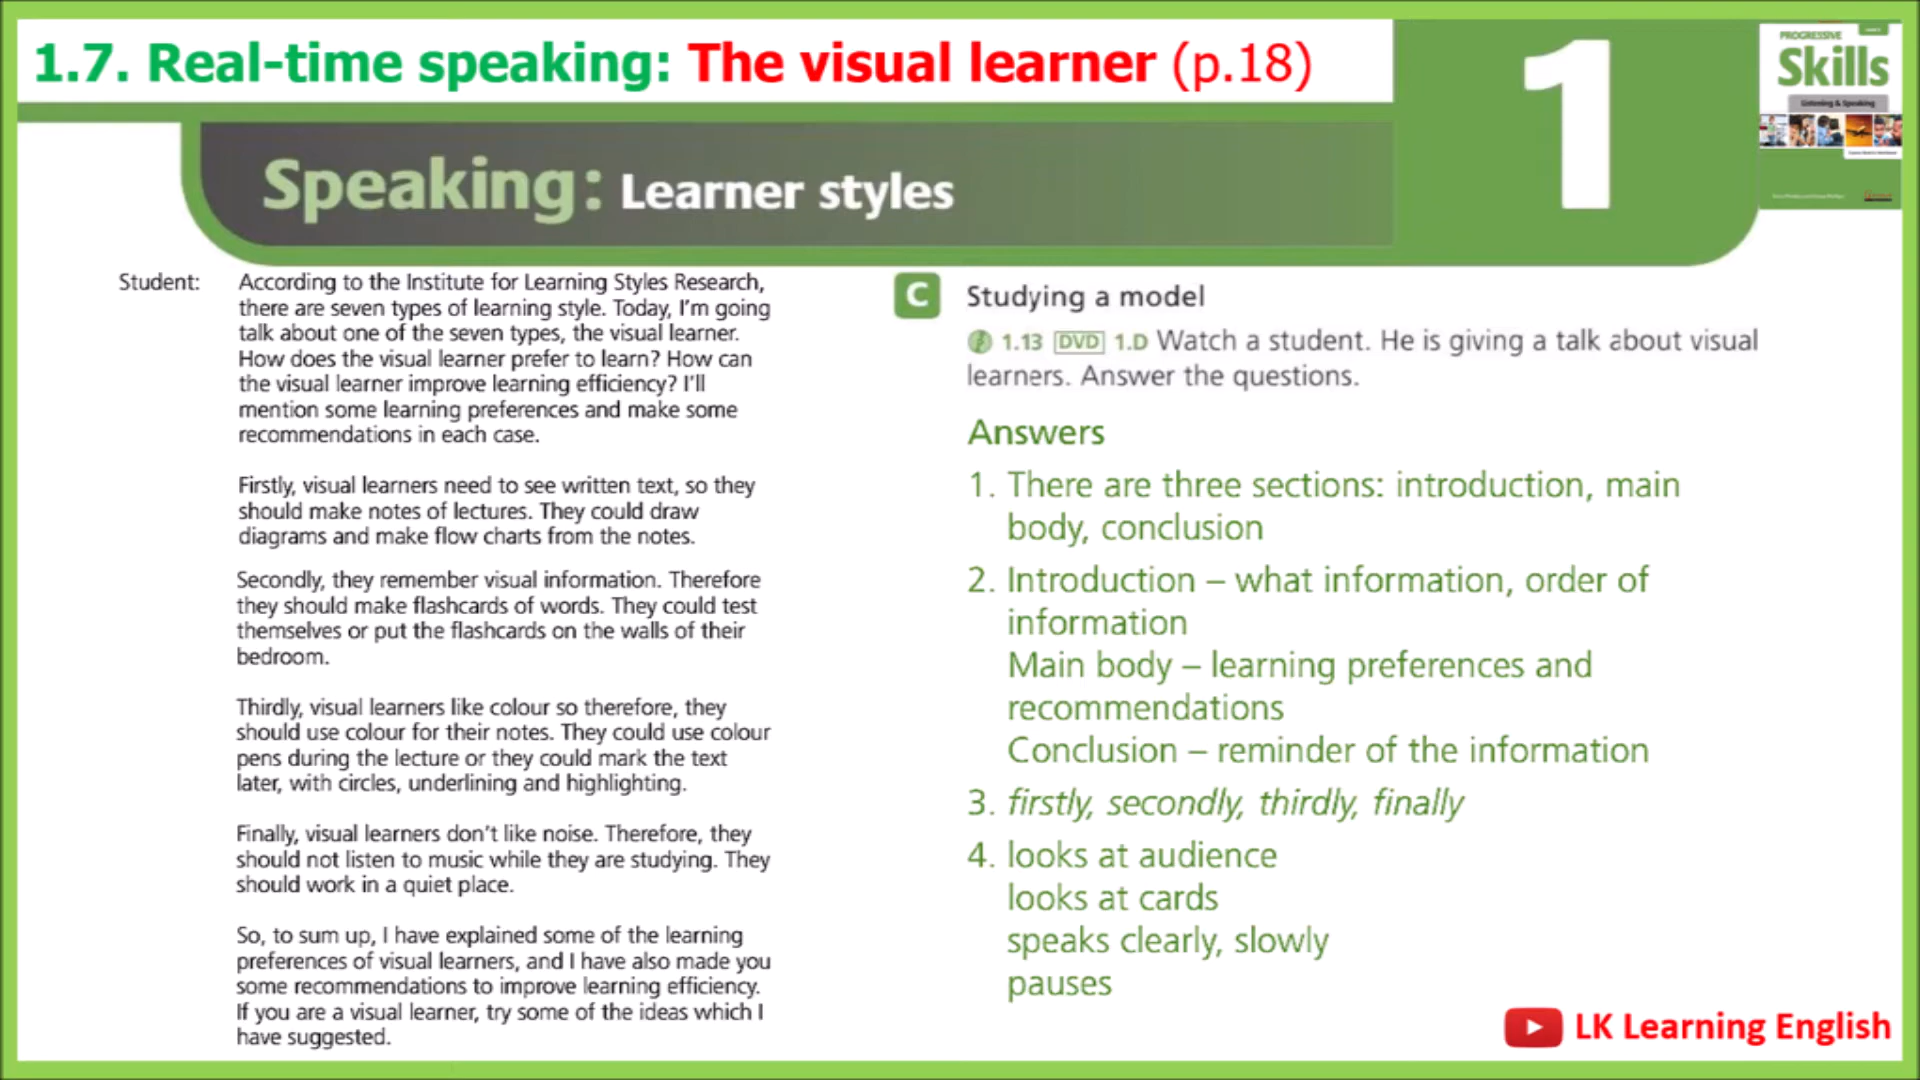 1.7. Real-time speaking: The visual learner (p.18)
1
PROGRESSIVE
Skills
Listening & Speaking
Speaking: Learner styles
Student: According to the Institute for Learning Styles Research,
there are seven types of learning style. Today, I'm going
talk about one of the seven types, the visual learner.
How does the visual learner prefer to learn? How can
the visual learner improve learning efficiency? I'll
mention some learning preferences and make some
recommendations in each case.
Firstly, visual learners need to see written text, so they
should make notes of lectures. They could draw
diagrams and make flow charts from the notes.
Secondly, they remember visual information. Therefore
they should make flashcards of words. They could test
themselves or put the flashcards on the walls of their
bedroom.
Thirdly, visual learners like colour so therefore, they
should use colour for their notes. They could use colour
pens during the lecture or they could mark the text
later, with circles, underlining and highlighting.
Finally, visual learners don't like noise. Therefore, they
should not listen to music while they are studying. They
should work in a quiet place.
So, to sum up, I have explained some of the learning
preferences of visual learners, and I have also made you
some recommendations to improve learning efficiency.
If you are a visual learner, try some of the ideas which I
have suggested.
C Studying a model
1.13 DVD 1.D Watch a student. He is giving a talk about visual
learners. Answer the questions.
Answers
1. There are three sections: introduction, main
body, conclusion
2. Introduction – what information, order of
information
Main body – learning preferences and
recommendations
Conclusion – reminder of the information
3. firstly, secondly, thirdly, finally
4. looks at audience
looks at cards
speaks clearly, slowly
pauses
LK Learning English